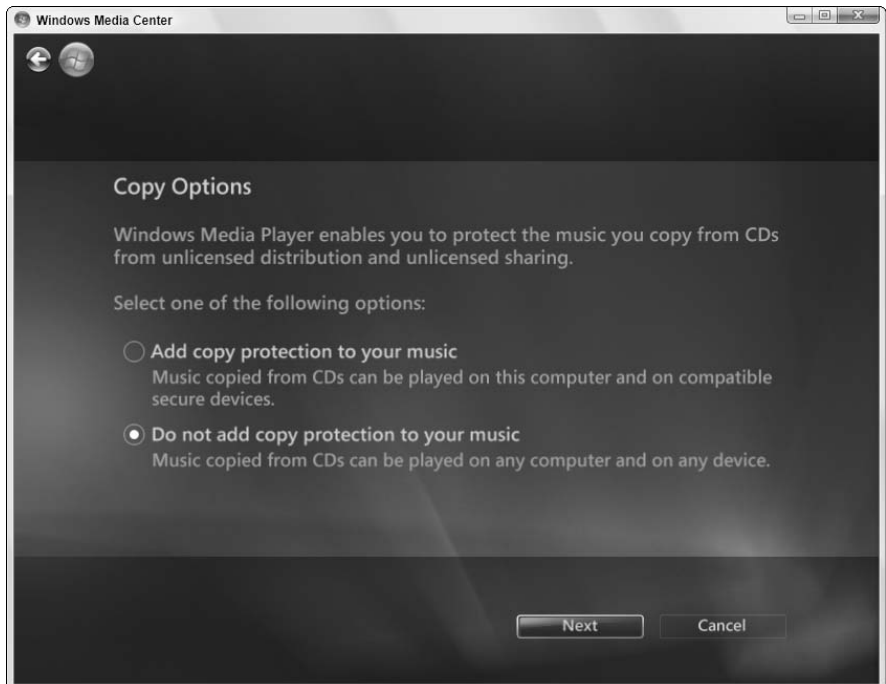 Windows Media Center
Copy Options
Windows Media Player enables you to protect the music you copy from CDs
from unlicensed distribution and unlicensed sharing.
Select one of the following options:
Add copy protection to your music
Music copied from CDs can be played on this computer and on compatible
secure devices.
Do not add copy protection to your music
Music copied from CDs can be played on any computer and on any device.
Next Cancel